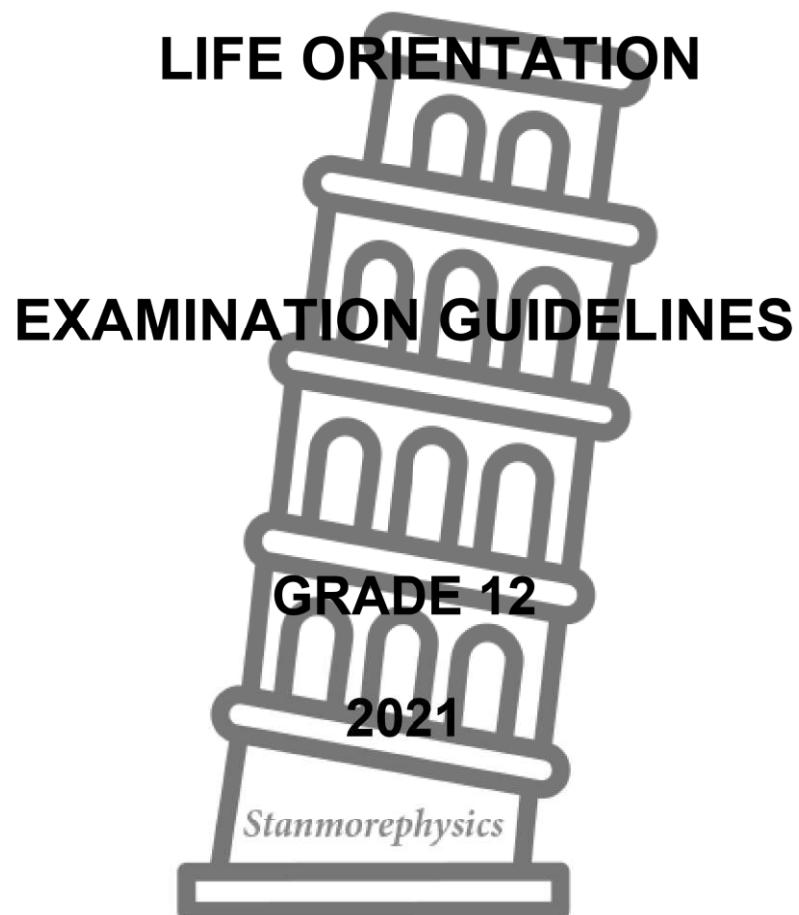 LIFE ORIENTATION
EXAMINATION GUIDELINES
GRADE 12
2021
Stanmorephysics